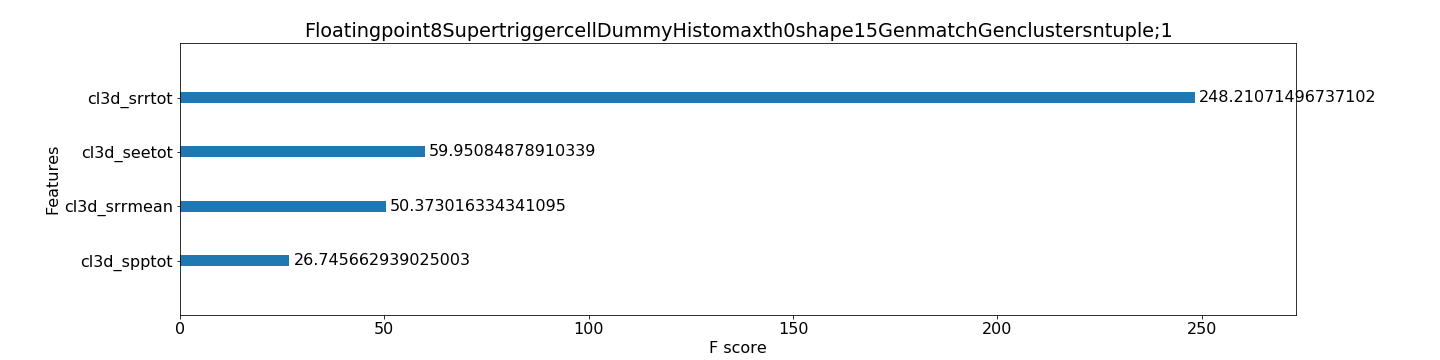 Floatingpoint8SupertriggercellDummyHistomaxth0shape15GenmatchGenclustersntuple;1
Features
cl3d_srrtot
248.21071496737102
cl3d_seetot
59.95084878910339
cl3d_srrmean
50.373016334341095
cl3d_spptot
26.745662939025003
0 50 100 150 200 250
F score